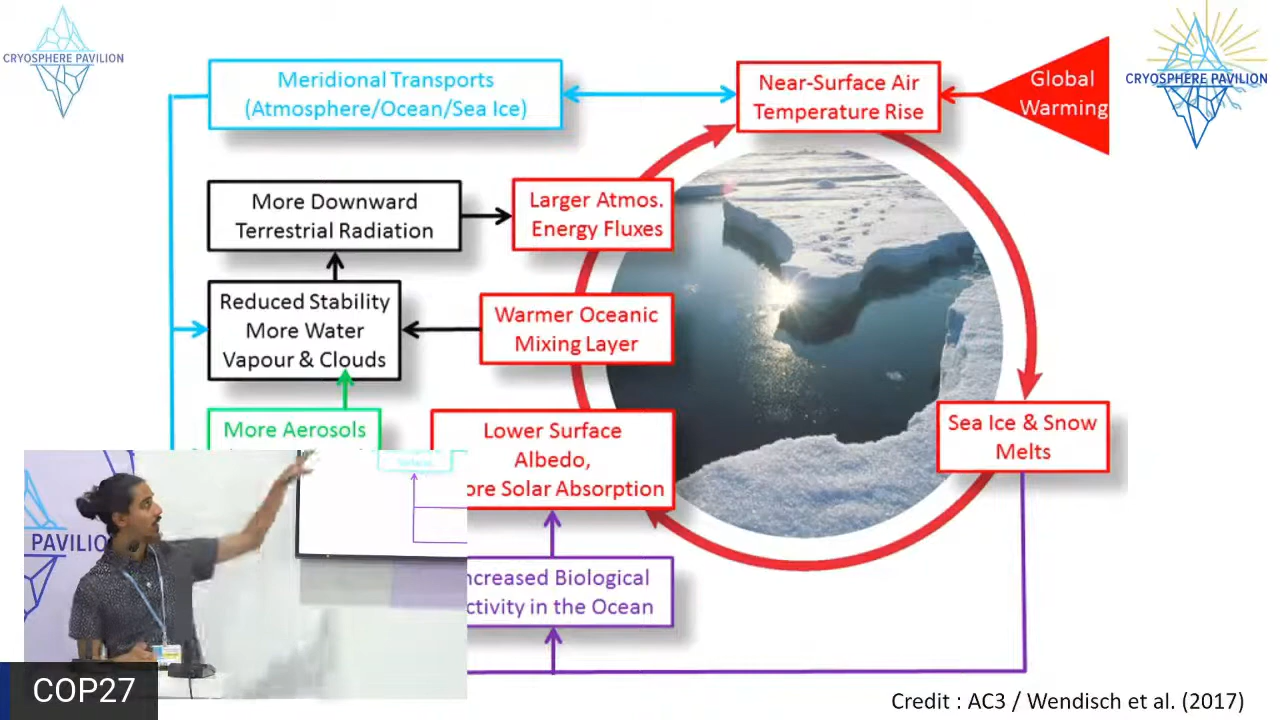 CRYOSPHERE PAVILION
CRYOSPHERE PAVILION
Meridional Transports
(Atmosphere/Ocean/Sea Ice)
Near-Surface Air
Temperature Rise
Global
Warming
More Downward
Terrestrial Radiation
Larger Atmos.
Energy Fluxes
Reduced Stability
More Water
Vapour & Clouds
Warmer Oceanic
Mixing Layer
More Aerosols
Lower Surface
Albedo,
ore Solar Absorption
Sea Ice & Snow
Melts
ncreased Biological
ctivity in the Ocean
PAVILIO
COP27
Credit : AC3 / Wendisch et al. (2017)